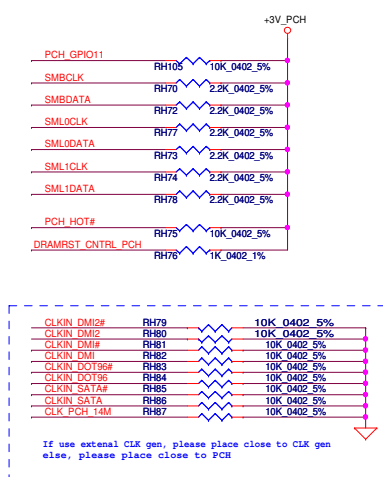 +3V_PCH
PCH_GPIO11 RH105 10K_0402_5%
SMBCLK RH70 2.2K_0402_5%
SMBDATA RH72 2.2K_0402_5%
SML0CLK RH77 2.2K_0402_5%
SML0DATA RH73 2.2K_0402_5%
SML1CLK RH74 2.2K_0402_5%
SML1DATA RH78 2.2K_0402_5%
PCH_HOT# RH75 10K_0402_5%
DRAMRST_CNTRL_PCH RH76 1K_0402_1%
CLKIN_DMI2# RH79 10K_0402_5%
CLKIN_DMI2 RH80 10K_0402_5%
CLKIN_DMI# RH81 10K_0402_5%
CLKIN_DMI RH82 10K_0402_5%
CLKIN_DOT96# RH83 10K_0402_5%
CLKIN_DOT96 RH84 10K_0402_5%
CLKIN_SATA# RH85 10K_0402_5%
CLKIN_SATA RH86 10K_0402_5%
CLK_PCH_14M RH87 10K_0402_5%
If use extenal CLK gen, please place close to CLK gen
else, please place close to PCH